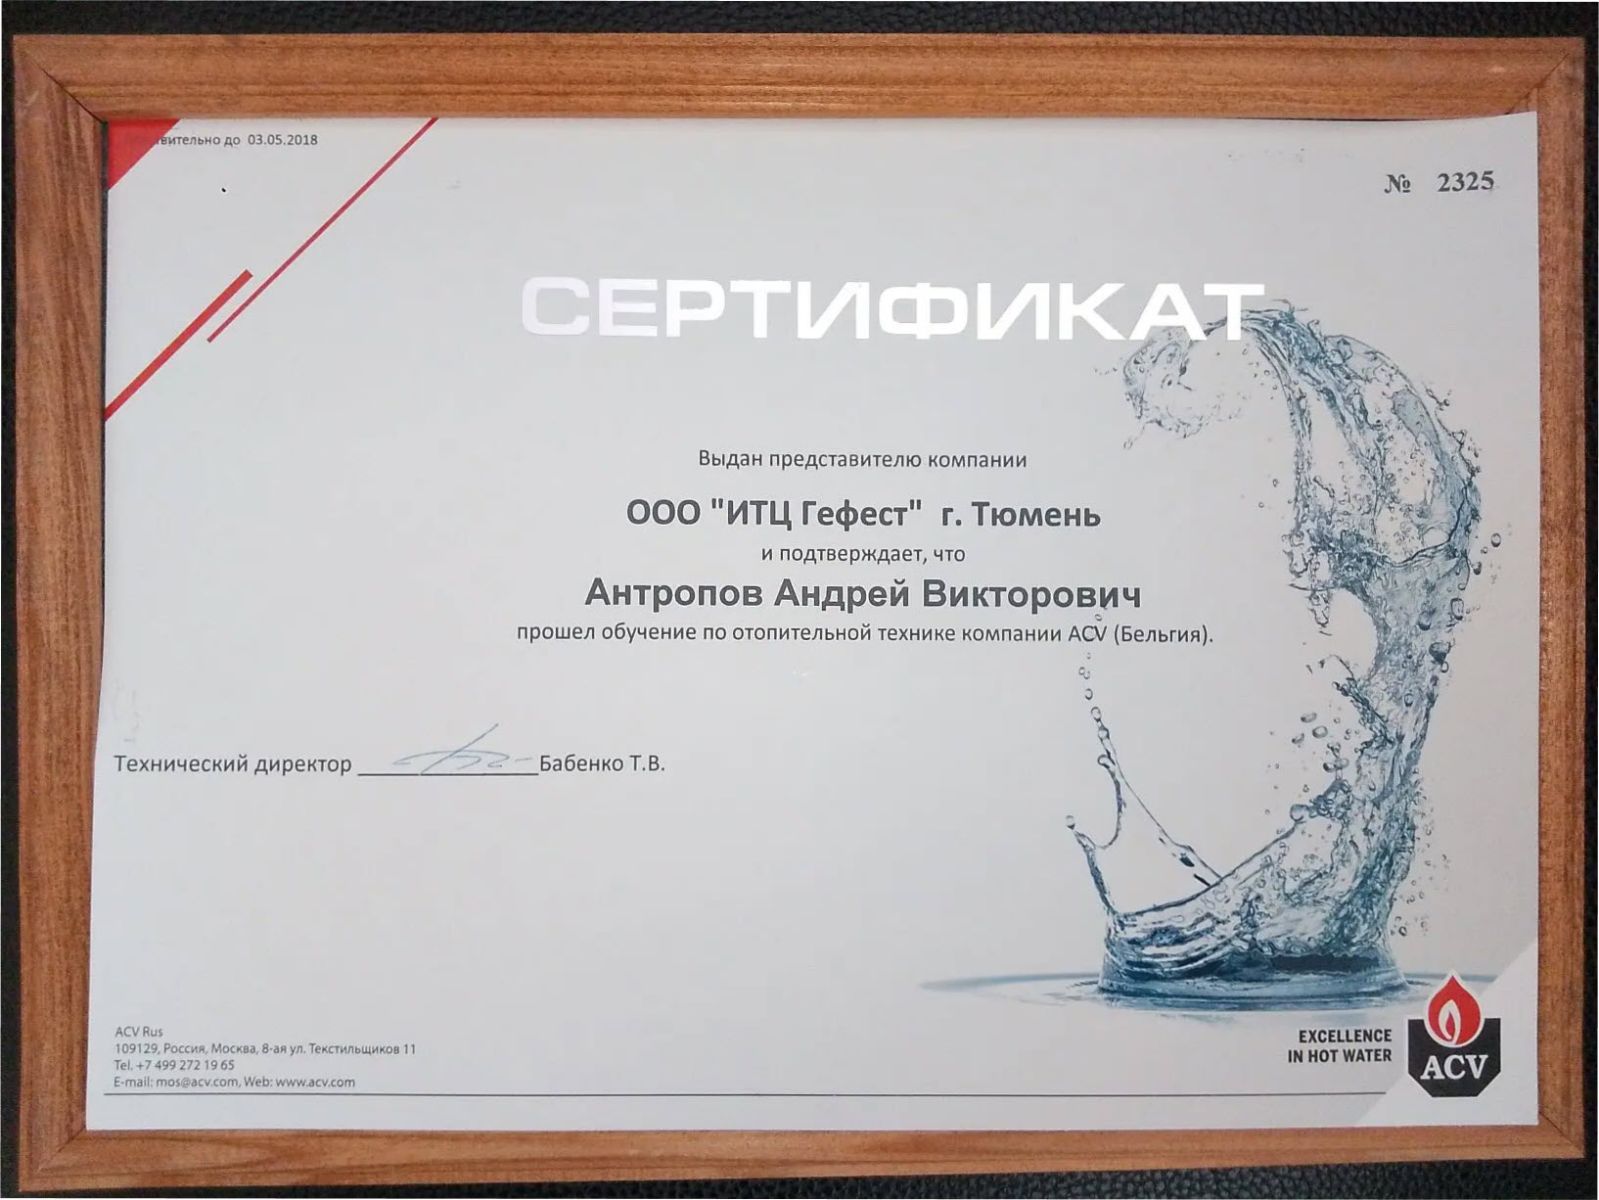 до 03.05.2018
№ 2325
СЕРТИФИКАТ
Выдан представителю компании
ООО "ИТЦ Гефест" г. Тюмень
и подтверждает, что
Антропов Андрей Викторович
прошел обучение по отопительной технике компании ACV (Бельгия).
Технический директор Бабенко Т.В.
ACV Rus
109129, Россия, Москва, 8-ая ул. Текстильщиков 11
Tel. +7 499 272 19 65
E-mail: mos@acv.com, Web: www.acv.com
EXCELLENCE
IN HOT WATER
ACV